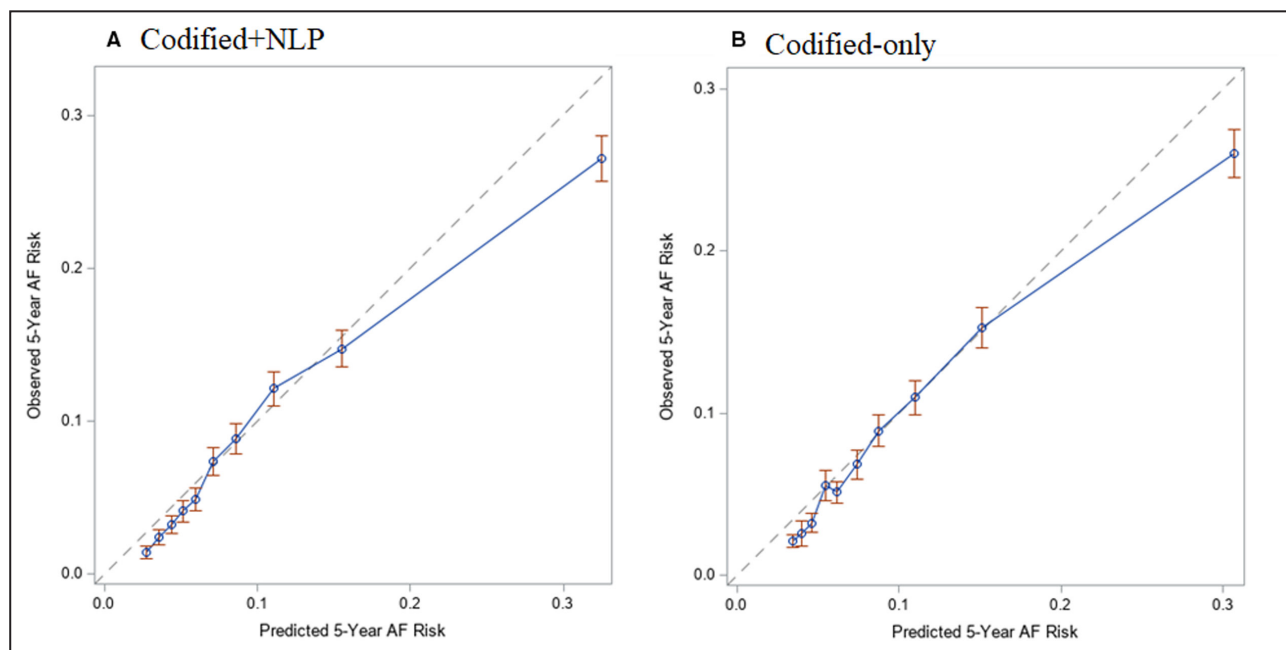 A Codified+NLP
0.3
0.2
0.1
0.0
Observed 5-Year AF Risk
0.0 0.1 0.2 0.3
Predicted 5-Year AF Risk
B Codified-only
0.3
0.2
0.1
0.0
Observed 5-Year AF Risk
0.0 0.1 0.2 0.3
Predicted 5-Year AF Risk